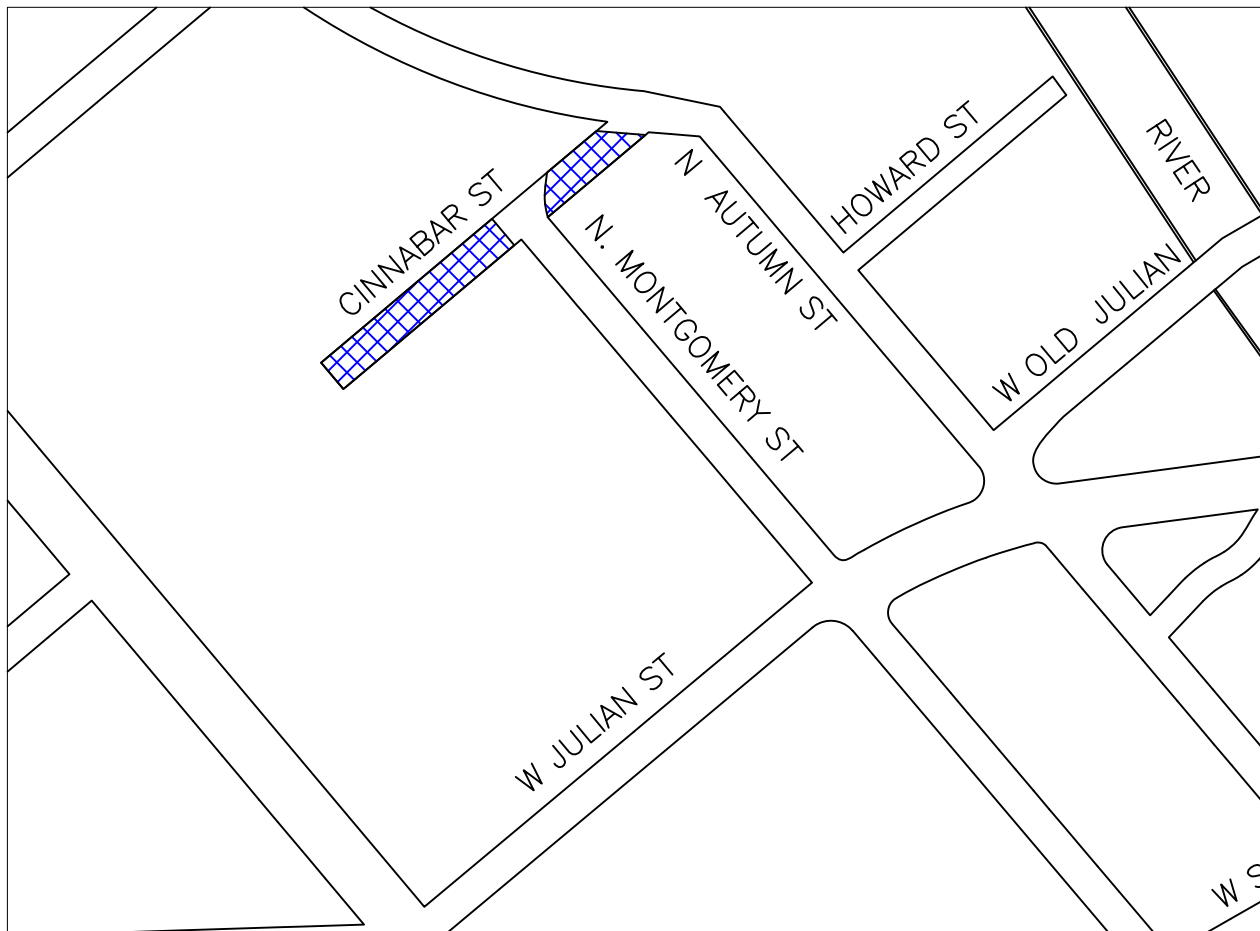 CINNABAR ST
N AUTUMN ST
HOWARD ST
RIVER
N. MONTGOMERY ST
W OLD JULIAN
W JULIAN ST
W S